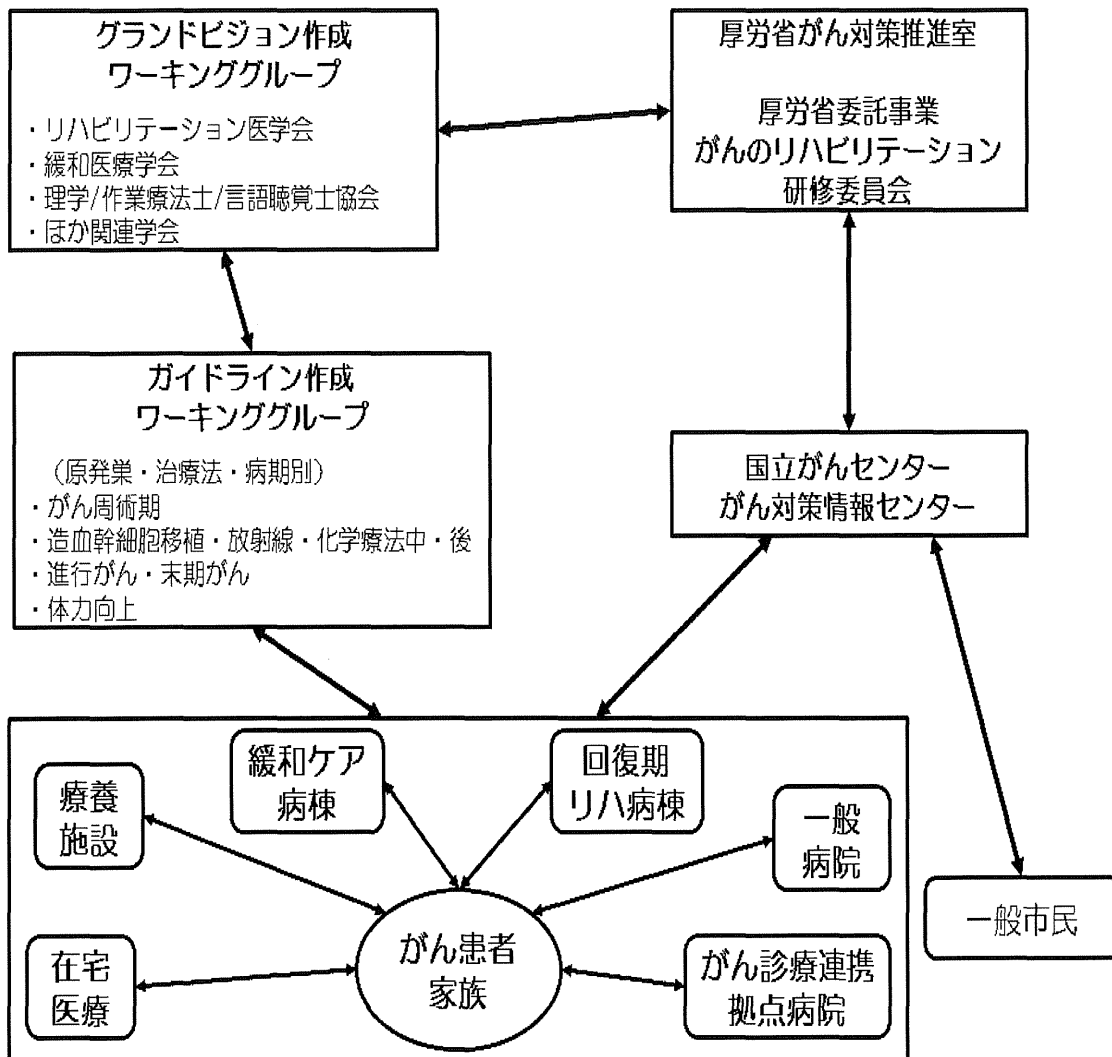 グランドビジョン作成
ワーキンググループ
・リハビリテーション医学会
・緩和医療学会
・理学/作業療法士/言語聴覚士協会
・ほか関連学会
厚労省がん対策推進室
厚労省委託事業
がんのリハビリテーション
研修委員会
ガイドライン作成
ワーキンググループ
（原発巣・治療法・病期別）
・がん周術期
・造血幹細胞移植・放射線・化学療法中・後
・進行がん・末期がん
・体力向上
国立がんセンター
がん対策情報センター
緩和ケア
病棟
回復期
リハ病棟
療養
施設
一般
病院
在宅
医療
がん患者
家族
がん診療連携
拠点病院
一般市民